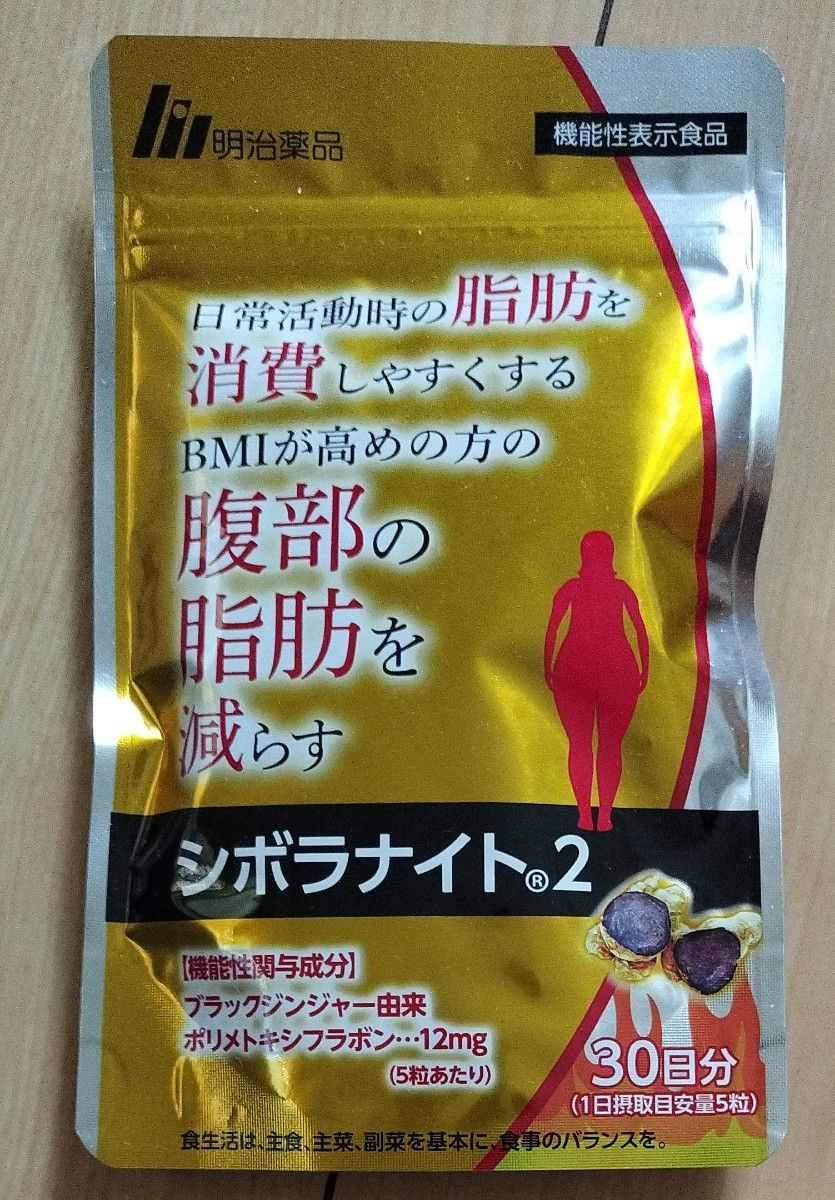 明治薬品
機能性表示食品
日常活動時の脂肪を
消費しやすくする
BMIが高めの方の
腹部の
脂肪を
減らす
シボラナイト®2
【機能性関与成分】
ブラックジンジャー由来
ポリメトキシフラボン…12mg
(5粒あたり)
30日分
(1日摂取目安量5粒)
食生活は、主食、主菜、副菜を基本に、食事のバランスを。